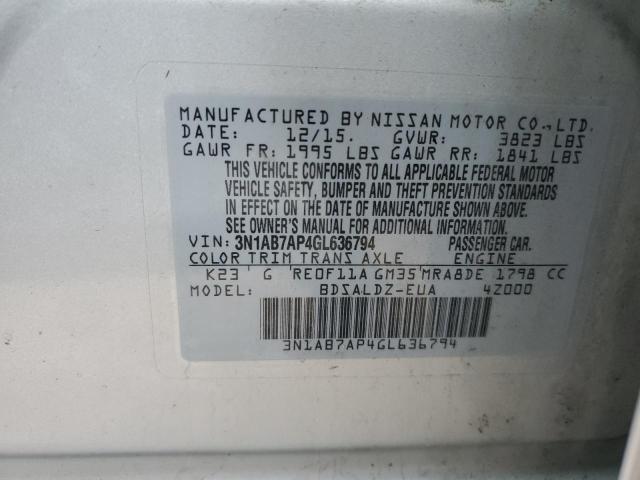 MANUFACTURED BY NISSAN MOTOR CO.,LTD.
DATE: 12/15. GVWR: 3823 LBS
GAWR FR: 1995 LBS GAWR RR: 1841 LBS
THIS VEHICLE CONFORMS TO ALL APPLICABLE FEDERAL MOTOR
VEHICLE SAFETY, BUMPER AND THEFT PREVENTION STANDARDS
IN EFFECT ON THE DATE OF MANUFACTURE SHOWN ABOVE.
SEE OWNER'S MANUAL FOR ADDITIONAL INFORMATION.
VIN: 3N1AB7AP4GL636794 PASSENGER CAR.
COLOR TRIM TRANS AXLE ENGINE
K23 G RE0F11A GM35 MRA8DE 1798 CC
MODEL: BDSALDZ-EUA 4Z000
3N1AB7AP4GL636794